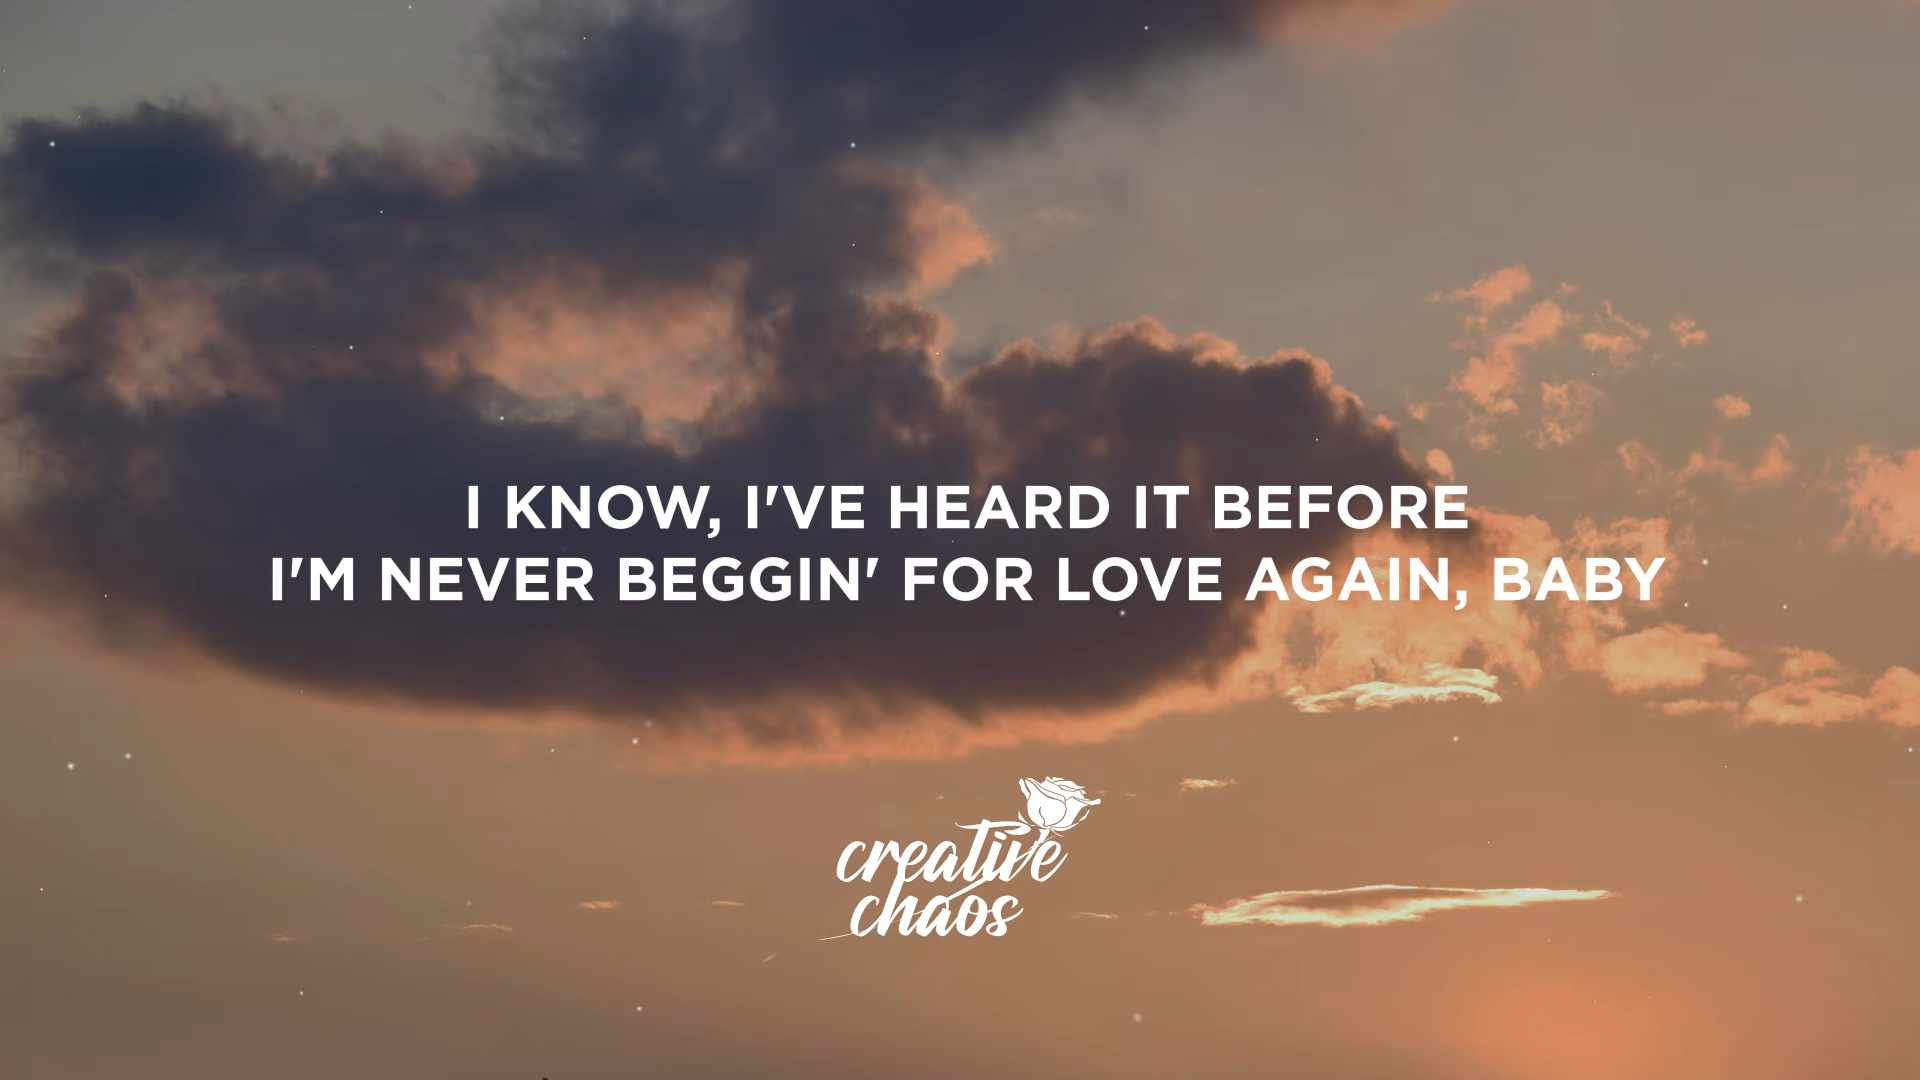 I KNOW, I'VE HEARD IT BEFORE
I'M NEVER BEGGIN' FOR LOVE AGAIN, BABY
creative
chaos